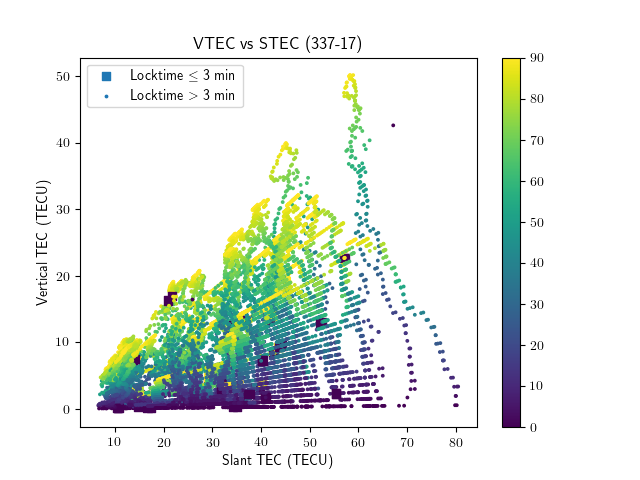 VTEC vs STEC (337-17)
Locktime ≤ 3 min
Locktime > 3 min
Vertical TEC (TECU)
50
40
30
20
10
0
10 20 30 40 50 60 70 80
Slant TEC (TECU)
90
80
70
60
50
40
30
20
10
0